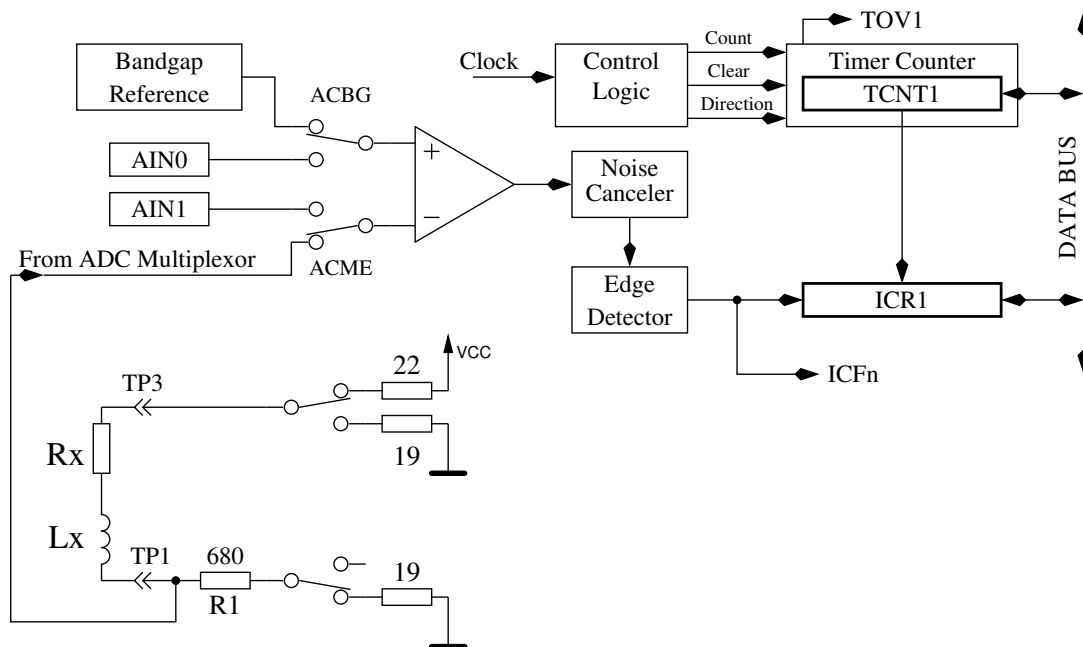 TOV1
Clock
Control
Logic
Count
Clear
Direction
Timer Counter
TCNT1
Bandgap
Reference
ACBG
AIN0
AIN1
+
−
Noise
Canceler
DATA BUS
From ADC Multiplexor
ACME
Edge
Detector
ICR1
ICFn
VCC
22
TP3
19
Rx
Lx
TP1
680
R1
19